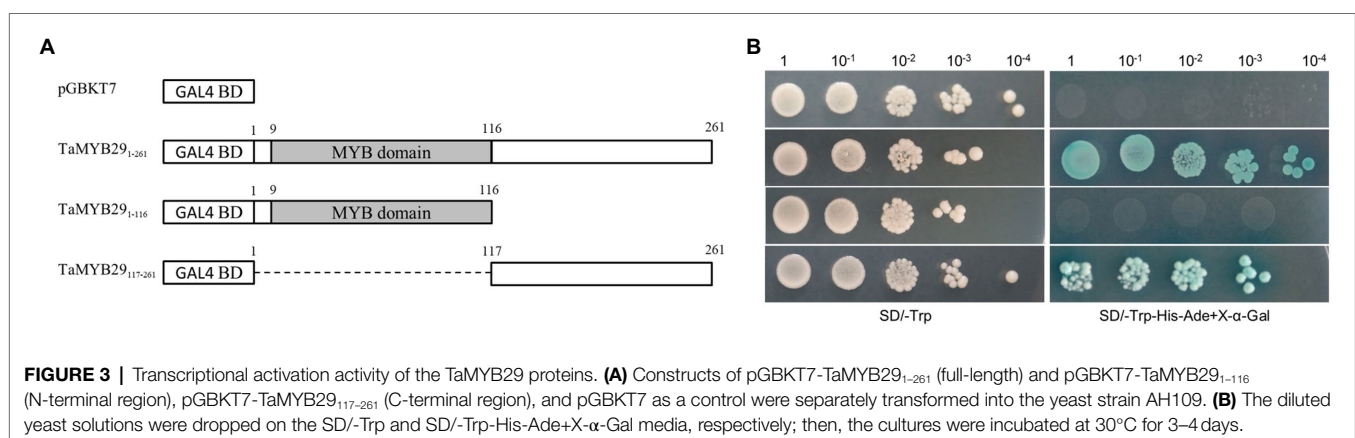 A
B
pGBKT7
GAL4 BD
1 9 116 261
TaMYB29₁₋₂₆₁
GAL4 BD
MYB domain
1 9 116
TaMYB29₁₋₁₁₆
GAL4 BD
MYB domain
1 117 261
TaMYB29₁₁₇₋₂₆₁
GAL4 BD
1 10⁻¹ 10⁻² 10⁻³ 10⁻⁴ 1 10⁻¹ 10⁻² 10⁻³ 10⁻⁴
SD/-Trp SD/-Trp-His-Ade+X-α-Gal
FIGURE 3 | Transcriptional activation activity of the TaMYB29 proteins. (A) Constructs of pGBKT7-TaMYB29₁₋₂₆₁ (full-length) and pGBKT7-TaMYB29₁₋₁₁₆
(N-terminal region), pGBKT7-TaMYB29₁₁₇₋₂₆₁ (C-terminal region), and pGBKT7 as a control were separately transformed into the yeast strain AH109. (B) The diluted
yeast solutions were dropped on the SD/-Trp and SD/-Trp-His-Ade+X-α-Gal media, respectively; then, the cultures were incubated at 30°C for 3–4 days.